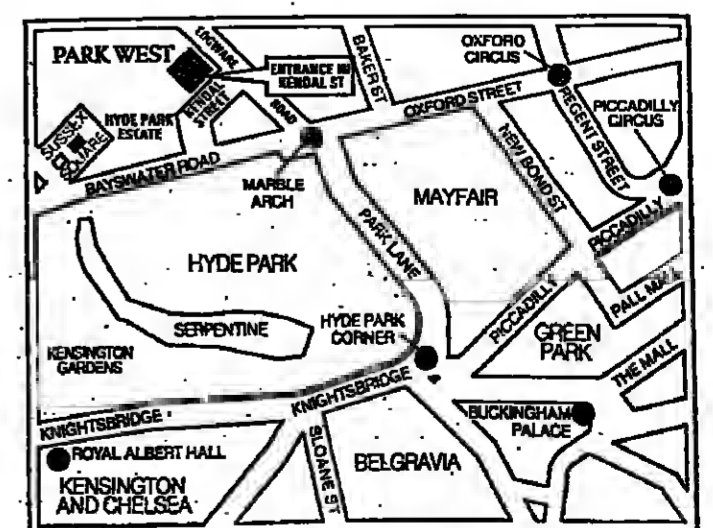 PARK WEST
EDGWARE
ROAD
BAKER ST
OXFORD
CIRCUS
ENTRANCE IN
KENDAL ST
KENDAL
STREET
HYDE PARK
ESTATE
SUSSEX
SQUARE
BAYSWATER ROAD
MARBLE
ARCH
OXFORD STREET
REGENT STREET
PICCADILLY
CIRCUS
NEW BOND ST
MAYFAIR
PARK LANE
PICCADILLY
HYDE PARK
SERPENTINE
HYDE PARK
CORNER
PICCADILLY
PALL MALL
GREEN
PARK
THE MALL
KENSINGTON
GARDENS
KNIGHTSBRIDGE
KNIGHTSBRIDGE
BUCKINGHAM
PALACE
ROYAL ALBERT HALL
SLOANE ST
BELGRAVIA
KENSINGTON
AND CHELSEA